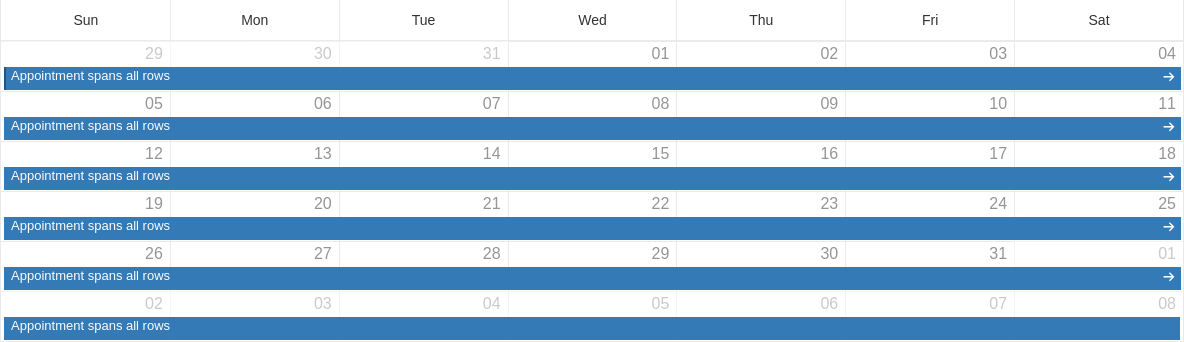 Sun Mon Tue Wed Thu Fri Sat
29 30 31 01 02 03 04
Appointment spans all rows →
05 06 07 08 09 10 11
Appointment spans all rows →
12 13 14 15 16 17 18
Appointment spans all rows →
19 20 21 22 23 24 25
Appointment spans all rows →
26 27 28 29 30 31 01
Appointment spans all rows →
02 03 04 05 06 07 08
Appointment spans all rows